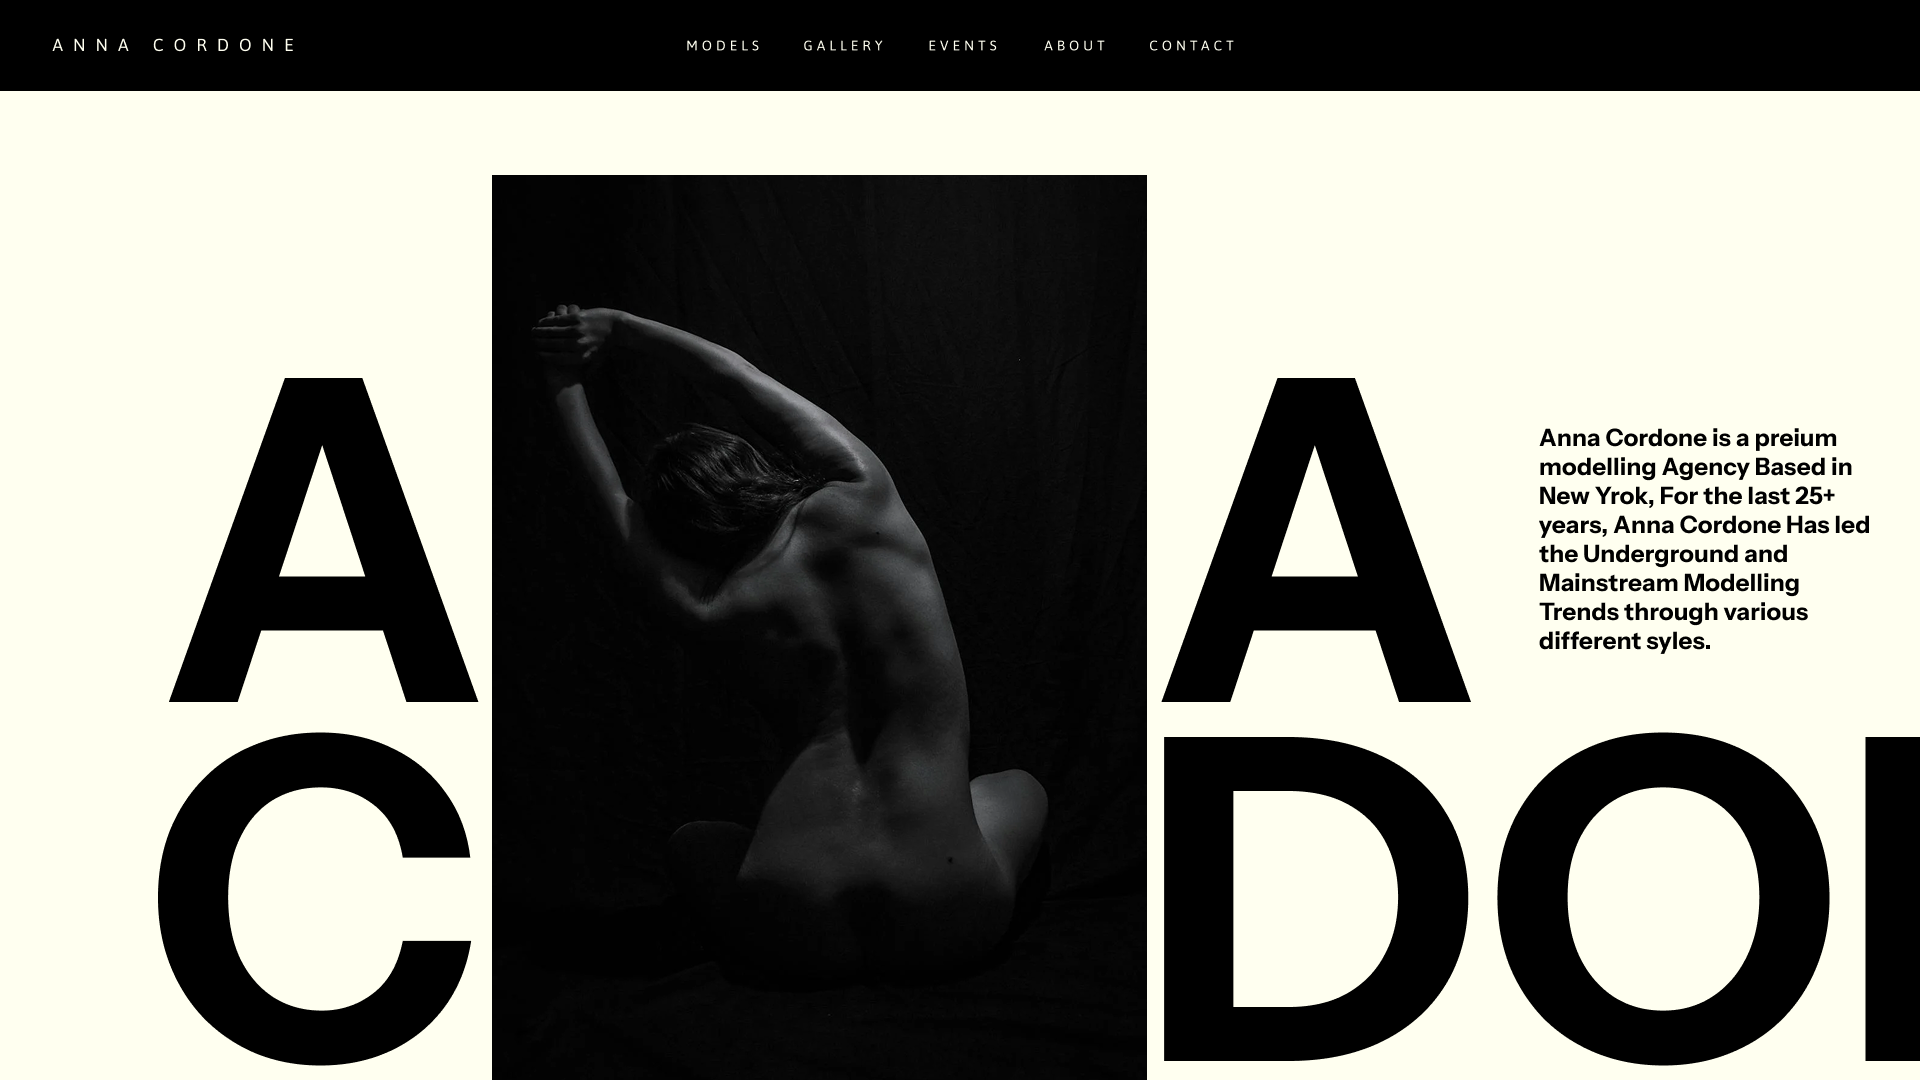 ANNA CORDONE
MODELS GALLERY EVENTS ABOUT CONTACT
A A
Anna Cordone is a preium
modelling Agency Based in
New Yrok, For the last 25+
years, Anna Cordone Has led
the Underground and
Mainstream Modelling
Trends through various
different syles.
C DO